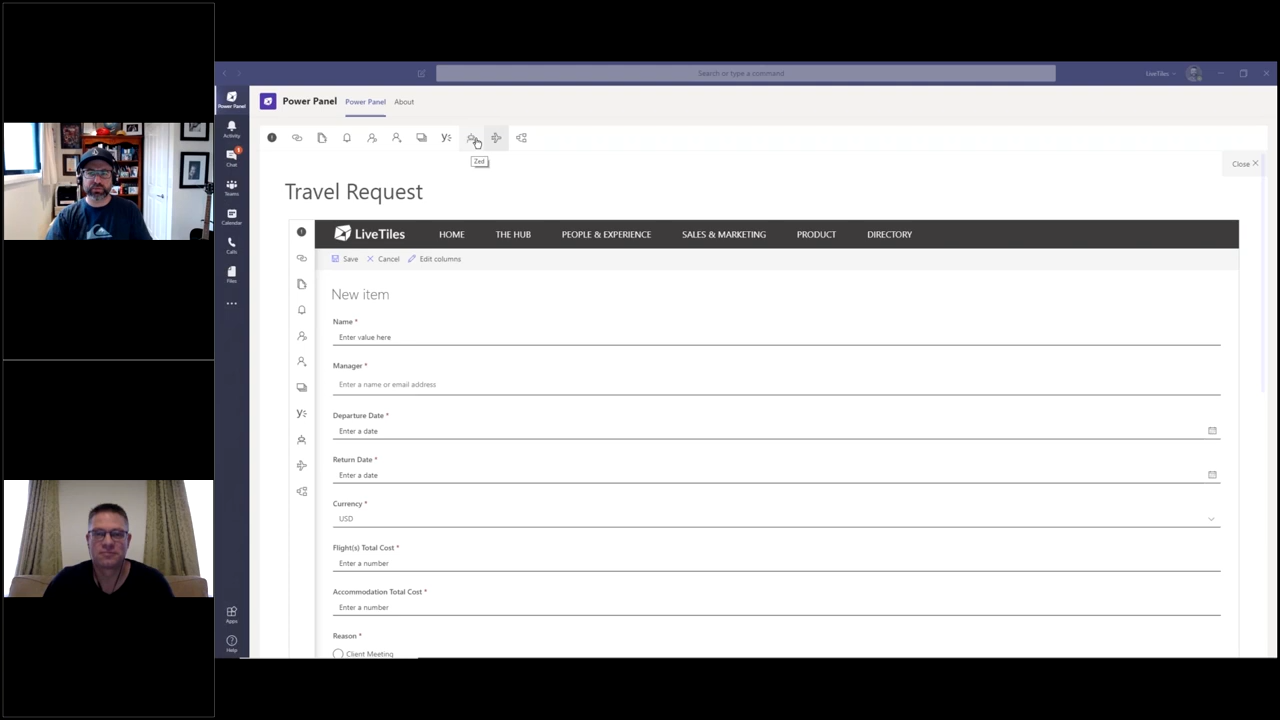 Search or type a command
LiveTiles
Power Panel
Power Panel
Power Panel
About
Activity
Chat
Teams
Calendar
Calls
Files
Apps
Help
Zed
Close
Travel Request
LiveTiles
HOME
THE HUB
PEOPLE & EXPERIENCE
SALES & MARKETING
PRODUCT
DIRECTORY
Save
Cancel
Edit columns
New item
Name *
Enter value here
Manager *
Enter a name or email address
Departure Date *
Enter a date
Return Date *
Enter a date
Currency *
USD
Flight(s) Total Cost *
Enter a number
Accommodation Total Cost *
Enter a number
Reason *
Client Meeting